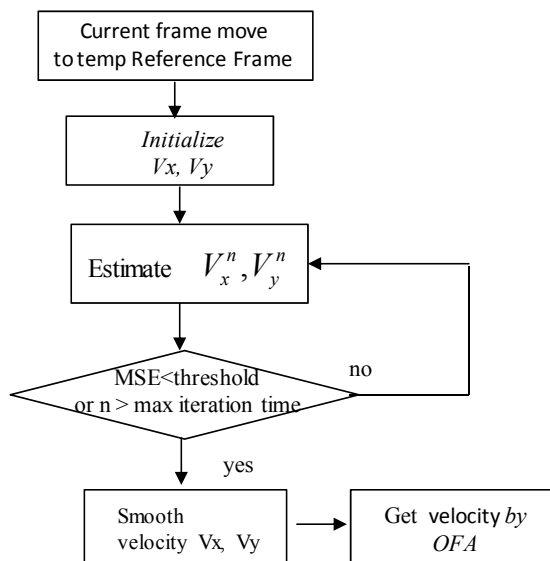 Current frame move
to temp Reference Frame
Initialize
Vx, Vy
Estimate V_x^n, V_y^n
MSE<threshold
or n > max iteration time
no
yes
Smooth
velocity Vx, Vy
Get velocity by
OFA